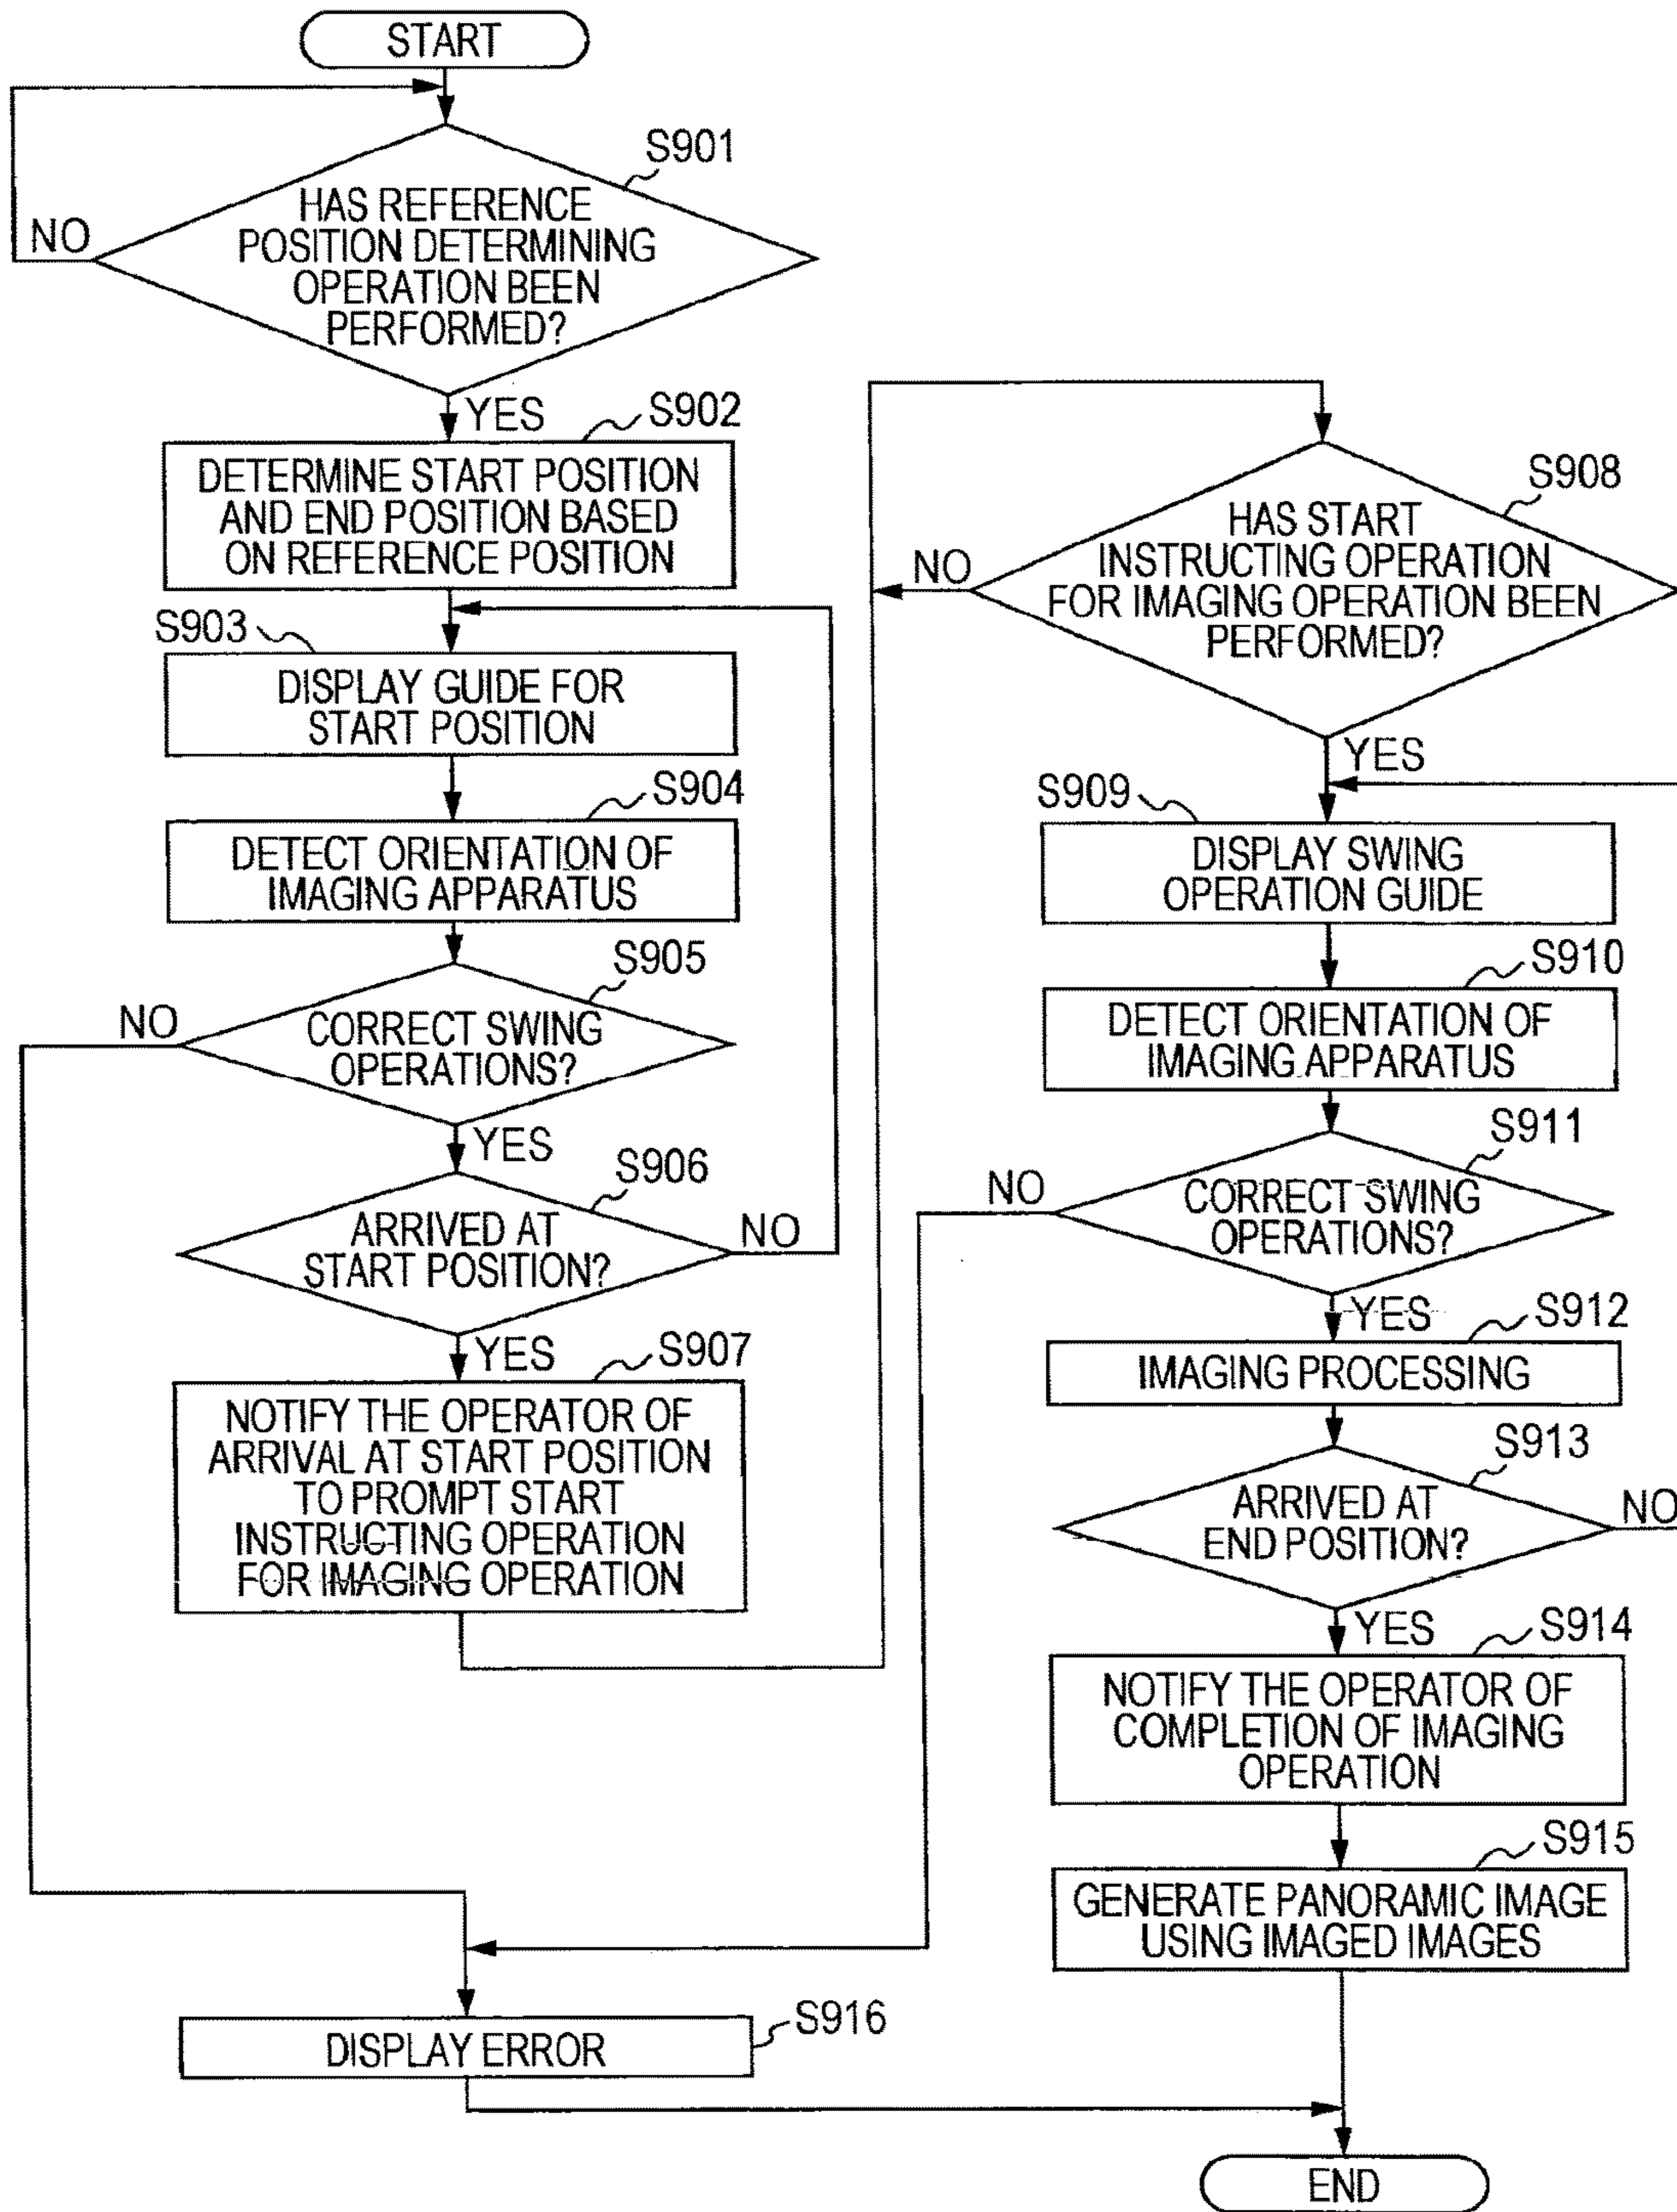 START
S901
HAS REFERENCE
POSITION DETERMINING
OPERATION BEEN
PERFORMED?
NO
YES
S902
DETERMINE START POSITION
AND END POSITION BASED
ON REFERENCE POSITION
S903
DISPLAY GUIDE FOR
START POSITION
S904
DETECT ORIENTATION OF
IMAGING APPARATUS
S905
NO
CORRECT SWING
OPERATIONS?
YES
S906
ARRIVED AT
START POSITION?
NO
YES
S907
NOTIFY THE OPERATOR OF
ARRIVAL AT START POSITION
TO PROMPT START
INSTRUCTING OPERATION
FOR IMAGING OPERATION
S908
HAS START
INSTRUCTING OPERATION
FOR IMAGING OPERATION BEEN
PERFORMED?
NO
YES
S909
DISPLAY SWING
OPERATION GUIDE
S910
DETECT ORIENTATION OF
IMAGING APPARATUS
S911
NO
CORRECT SWING
OPERATIONS?
YES
S912
IMAGING PROCESSING
S913
ARRIVED AT
END POSITION?
NO
YES
S914
NOTIFY THE OPERATOR OF
COMPLETION OF IMAGING
OPERATION
S915
GENERATE PANORAMIC IMAGE
USING IMAGED IMAGES
S916
DISPLAY ERROR
END